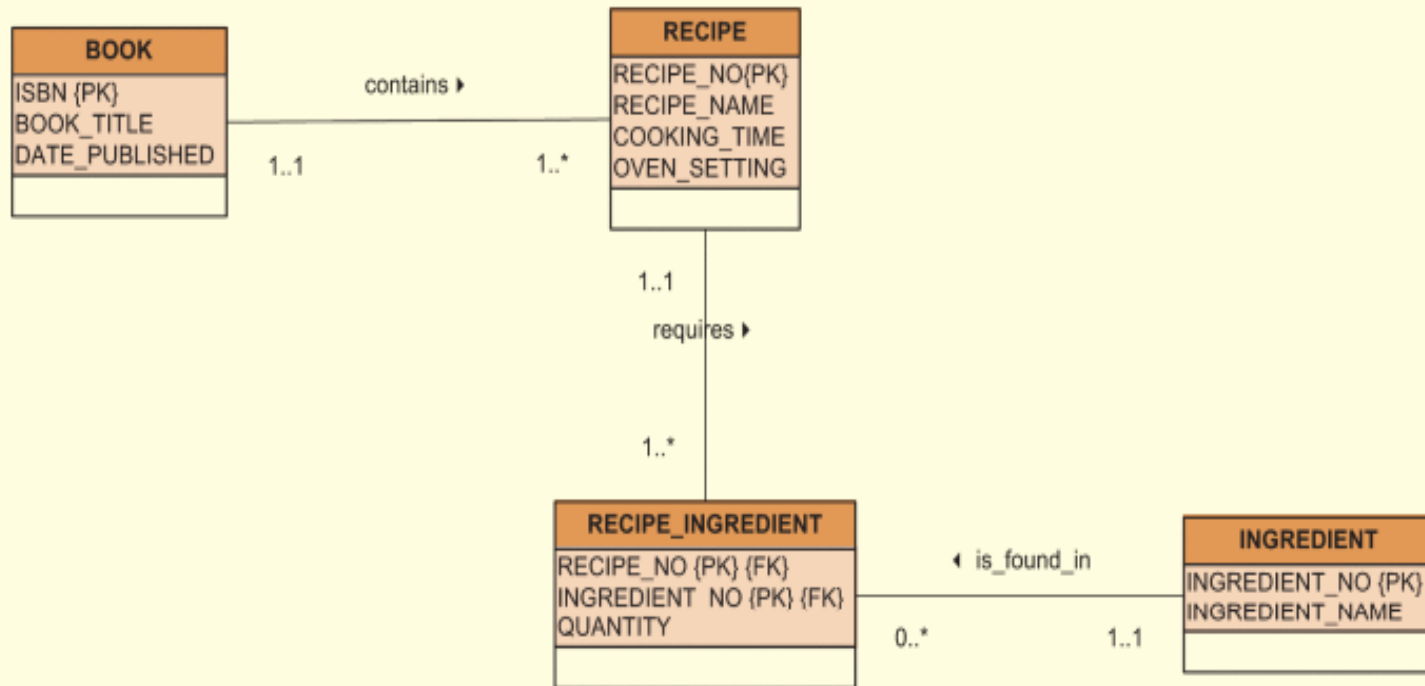 BOOK
ISBN {PK}
BOOK_TITLE
DATE_PUBLISHED
contains
1..1
1..*
RECIPE
RECIPE_NO{PK}
RECIPE_NAME
COOKING_TIME
OVEN_SETTING
1..1
requires
1..*
RECIPE_INGREDIENT
RECIPE_NO {PK} {FK}
INGREDIENT_NO {PK} {FK}
QUANTITY
is_found_in
0..*
1..1
INGREDIENT
INGREDIENT_NO {PK}
INGREDIENT_NAME